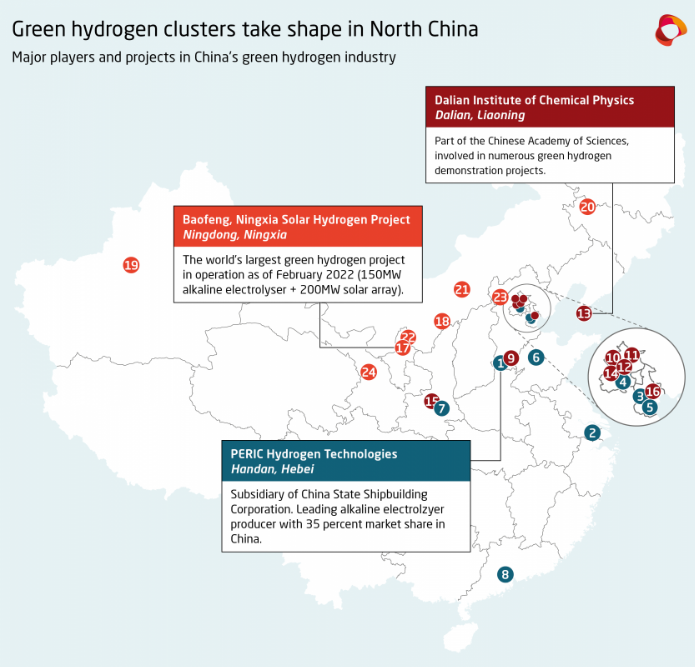 Green hydrogen clusters take shape in North China
Major players and projects in China's green hydrogen industry
Dalian Institute of Chemical Physics
Dalian, Liaoning
Part of the Chinese Academy of Sciences,
involved in numerous green hydrogen
demonstration projects.
20
Baofeng, Ningxia Solar Hydrogen Project
Ningdong, Ningxia
The world's largest green hydrogen project
in operation as of February 2022 (150MW
alkaline electrolyser + 200MW solar array).
19
21
23
13
18
22
17
1
9
6
10
11
12
14
4
24
16
3
5
15
7
2
PERIC Hydrogen Technologies
Handan, Hebei
Subsidiary of China State Shipbuilding
Corporation. Leading alkaline electrolzyer
producer with 35 percent market share in
China.
8